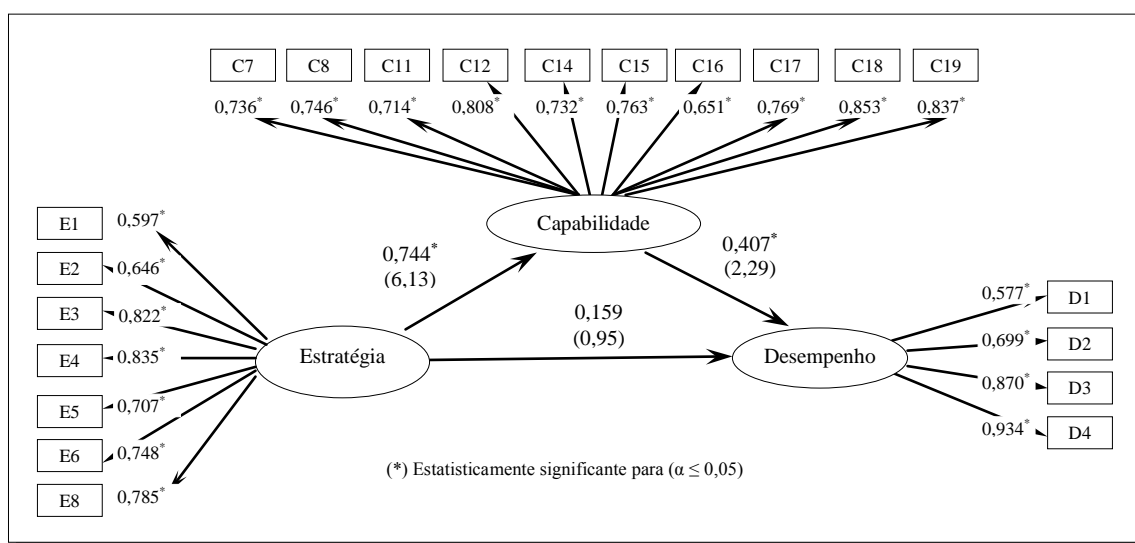 C7 C8 C11 C12 C14 C15 C16 C17 C18 C19
0,736* 0,746* 0,714* 0,808* 0,732* 0,763* 0,651* 0,769* 0,853* 0,837*
Capabilidade
E1 0,597*
E2 0,646*
E3 0,822*
E4 0,835*
E5 0,707*
E6 0,748*
E8 0,785*
0,744*
(6,13)
0,407*
(2,29)
0,159
(0,95)
Estratégia
Desempenho
0,577* D1
0,699* D2
0,870* D3
0,934* D4
(*) Estatisticamente significante para (α ≤ 0,05)